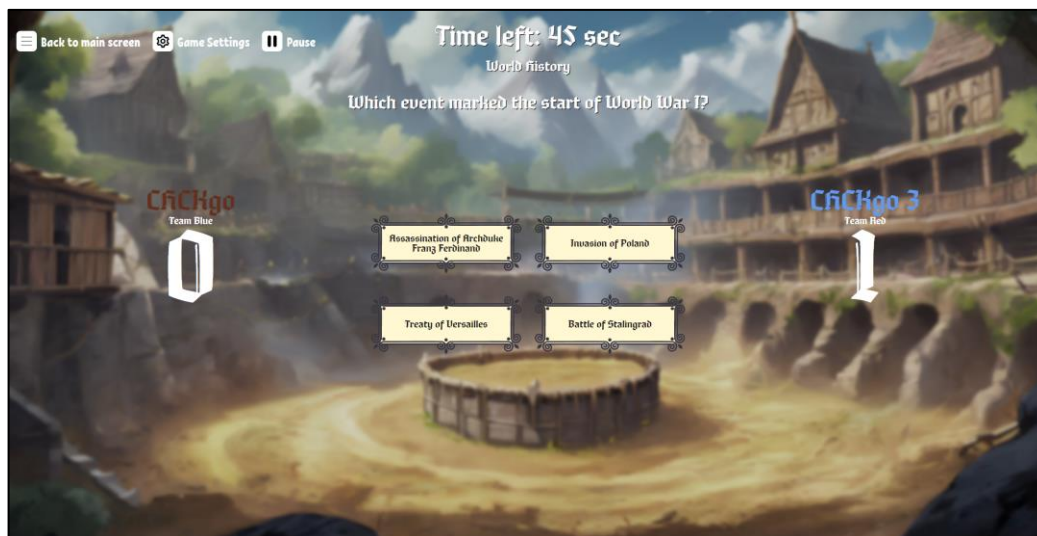 Back to main screen
Game Settings
Pause
Time left: 45 sec
World History
Which event marked the start of World War I?
ChCKgo
Team Blue
0
ChCKgo 3
Team Red
1
Assassination of Archduke
Franz Ferdinand
Invasion of Poland
Treaty of Versailles
Battle of Stalingrad